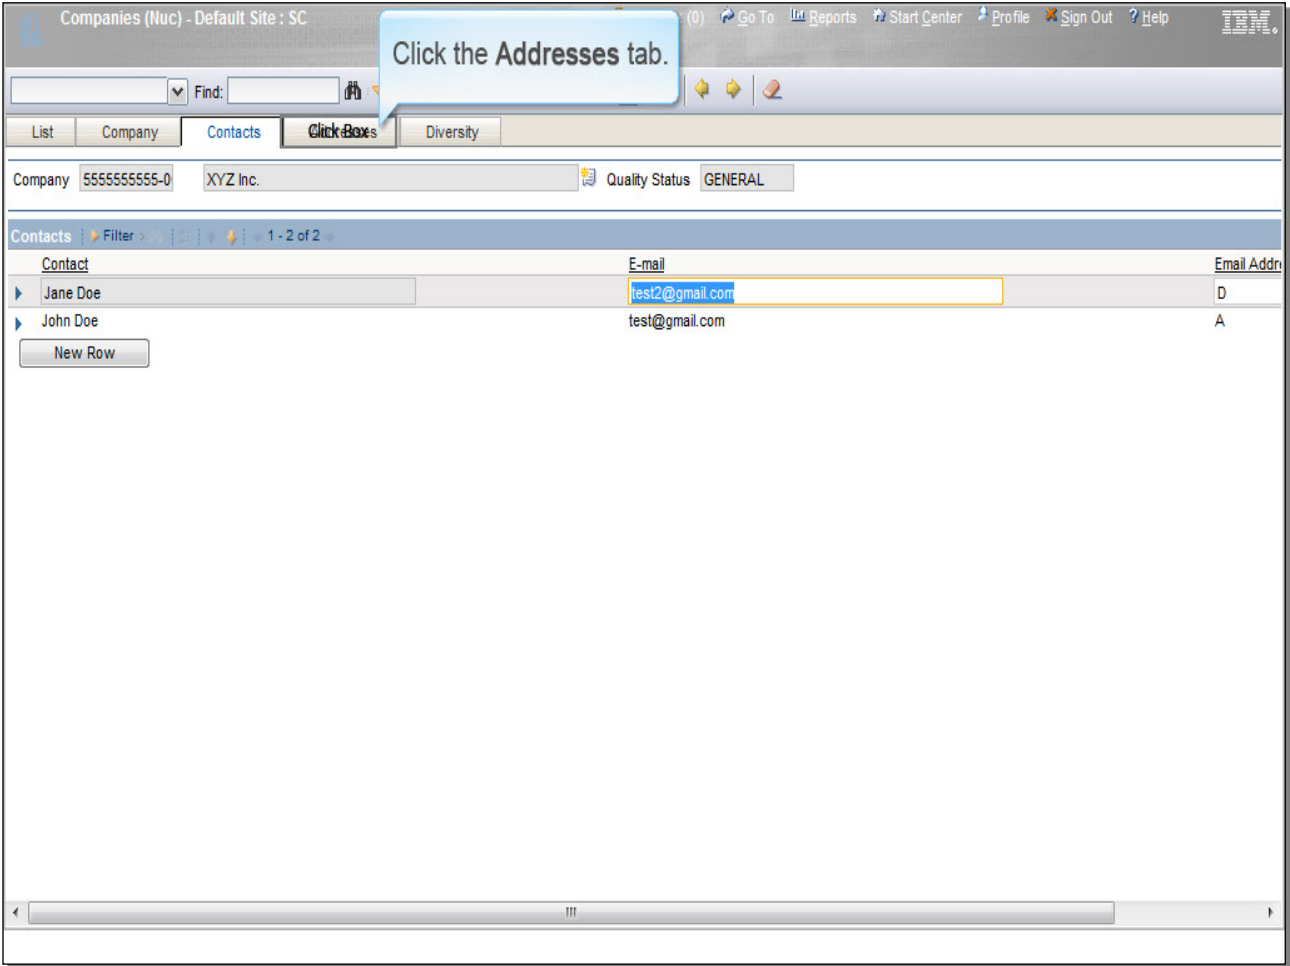 Companies (Nuc) - Default Site : SC
(0) Go To Reports Start Center Profile Sign Out ? Help IBM.
Click the Addresses tab.
Find:
List Company Contacts Click Box Diversity
Company 5555555555-0 XYZ Inc. Quality Status GENERAL
Contacts Filter 1 - 2 of 2
Contact E-mail Email Addre
Jane Doe test2@gmail.com D
John Doe test@gmail.com A
New Row